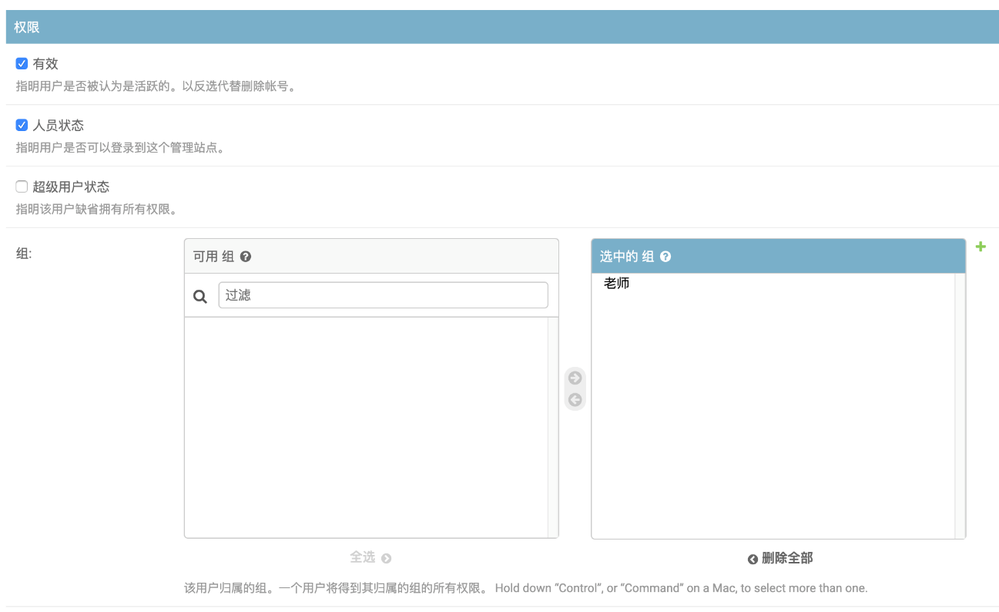 权限
有效
指明用户是否被认为是活跃的。以反选代替删除帐号。
人员状态
指明用户是否可以登录到这个管理站点。
超级用户状态
指明该用户缺省拥有所有权限。
组:
可用 组
过滤
全选
选中的 组
老师
删除全部
该用户归属的组。一个用户将得到其归属的组的所有权限。 Hold down “Control”, or “Command” on a Mac, to select more than one.